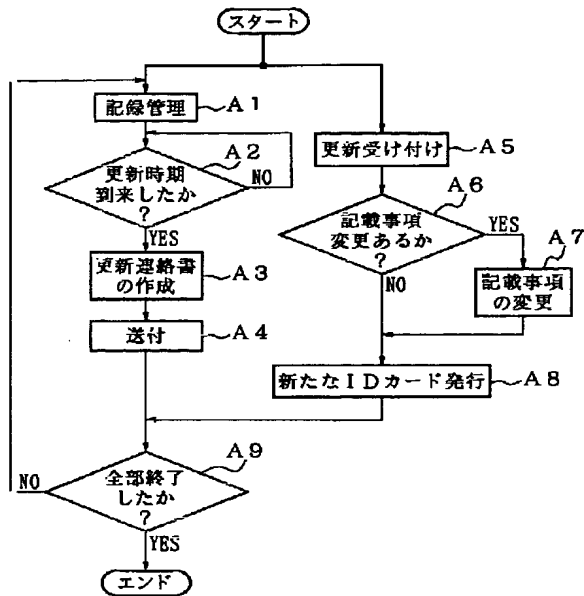 スタート
記録管理
A1
A2
更新時期
到来したか
?
NO
YES
更新連絡書
の作成
A3
送付
A4
更新受け付け
A5
A6
記載事項
変更あるか
?
YES
NO
A7
記載事項
の変更
新たなIDカード発行
A8
A9
全部終了
したか
?
NO
YES
エンド